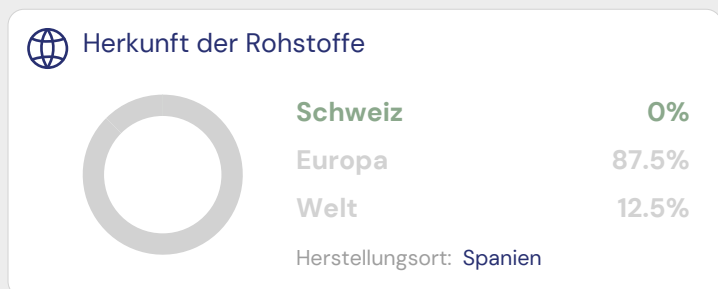 Herkunft der Rohstoffe
Schweiz 0%
Europa 87.5%
Welt 12.5%
Herstellungsort: Spanien